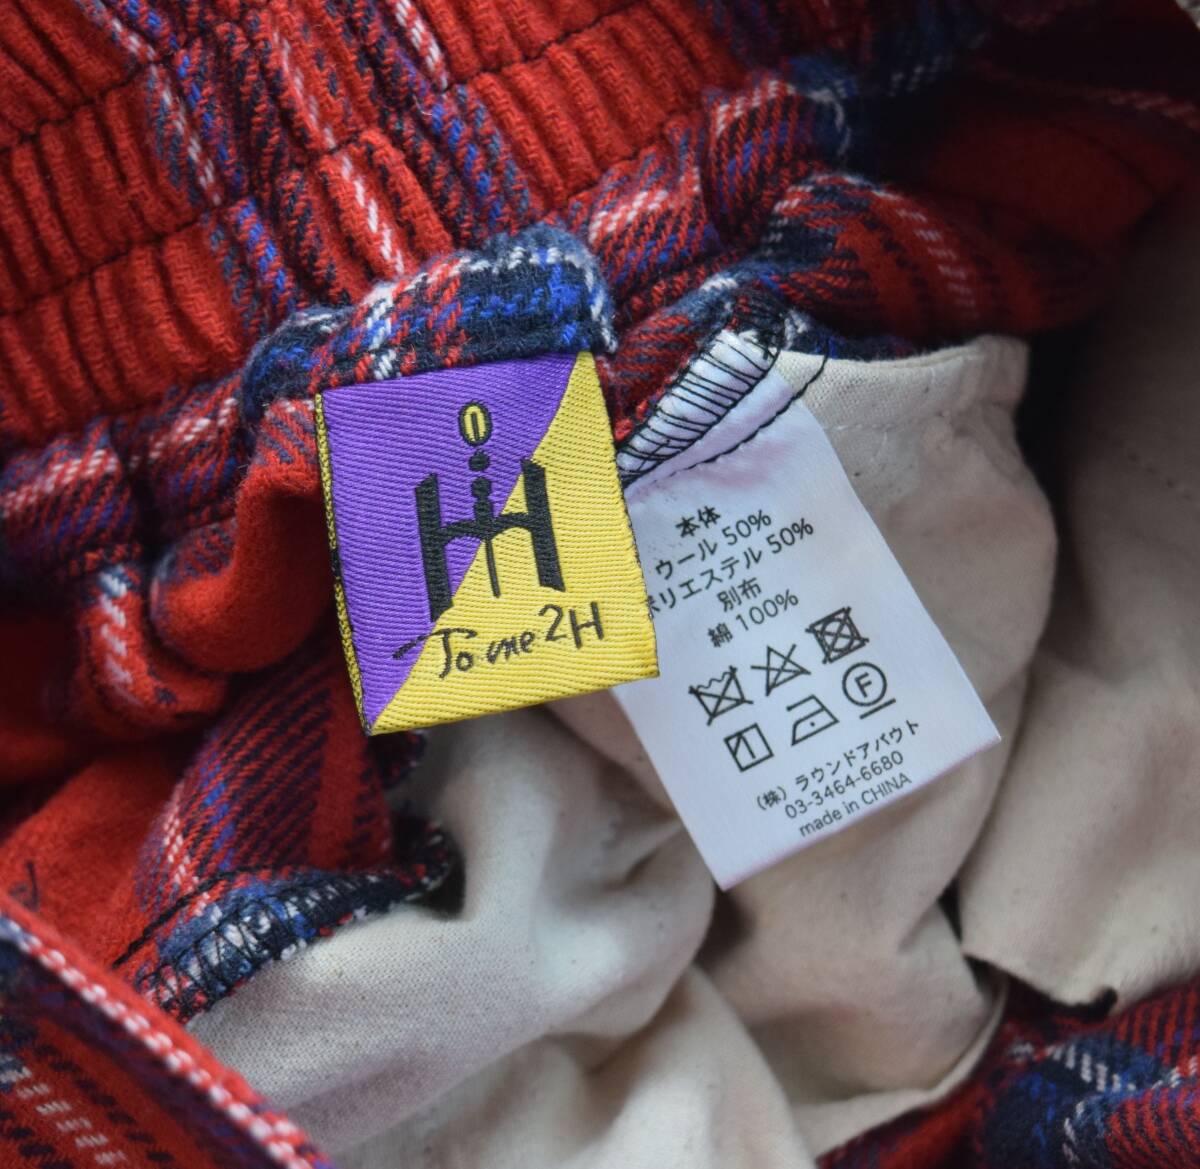 To me 2H
本体
ウール 50%
ポリエステル 50%
別布
綿 100%
F
(株) ラウンドアバウト
03-3464-6680
made in CHINA